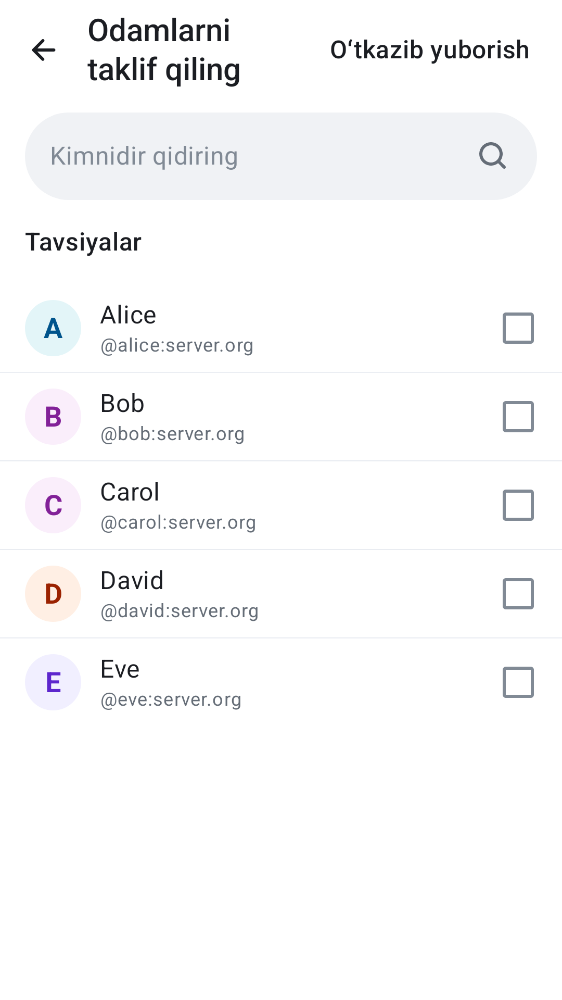 Odamlarni
taklif qiling
Oʻtkazib yuborish
Kimnidir qidiring
Tavsiyalar
A
Alice
@alice:server.org
B
Bob
@bob:server.org
C
Carol
@carol:server.org
D
David
@david:server.org
E
Eve
@eve:server.org